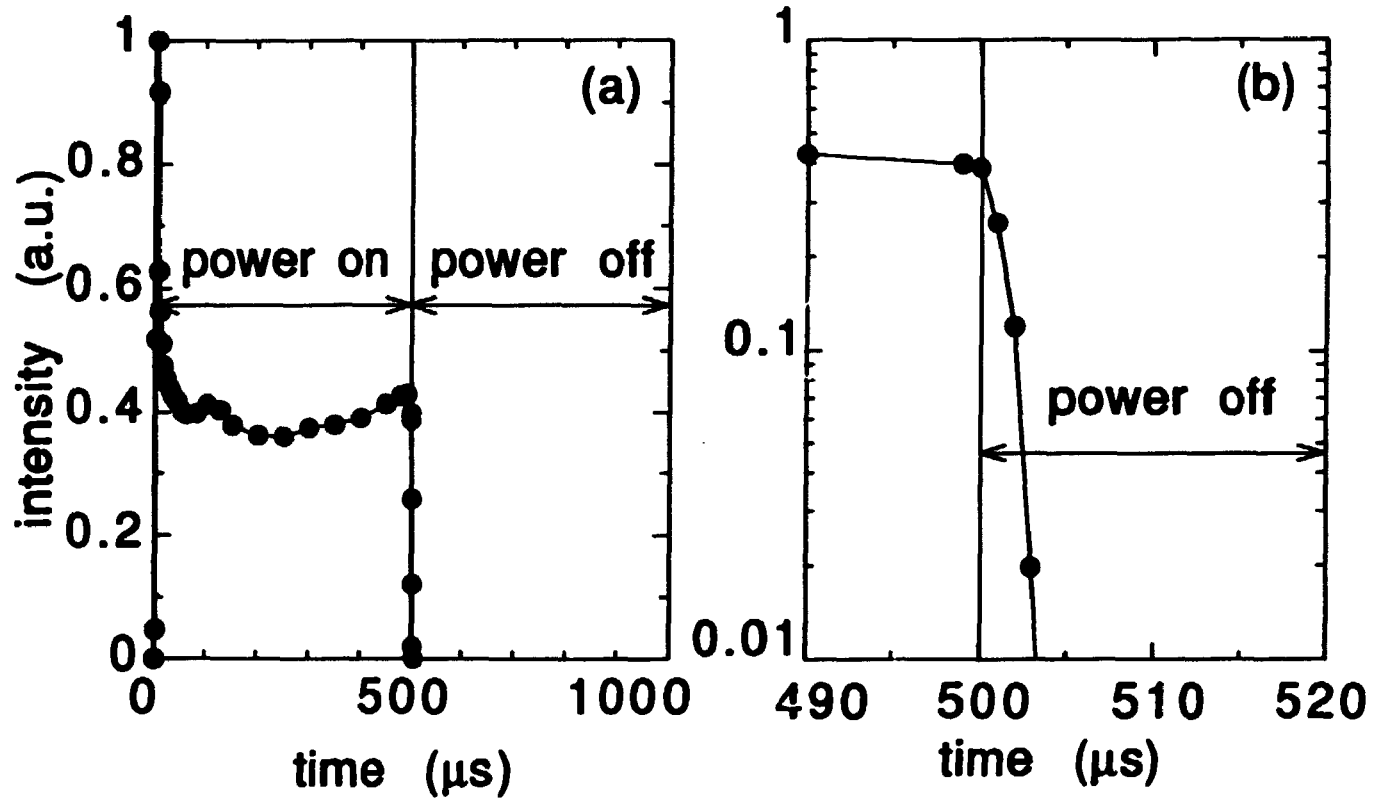 intensity (a.u.)
1
0.8
0.6
0.4
0.2
0
(a)
power on
power off
0
500
1000
time (μs)
1
0.1
0.01
(b)
power off
490
500
510
520
time (μs)